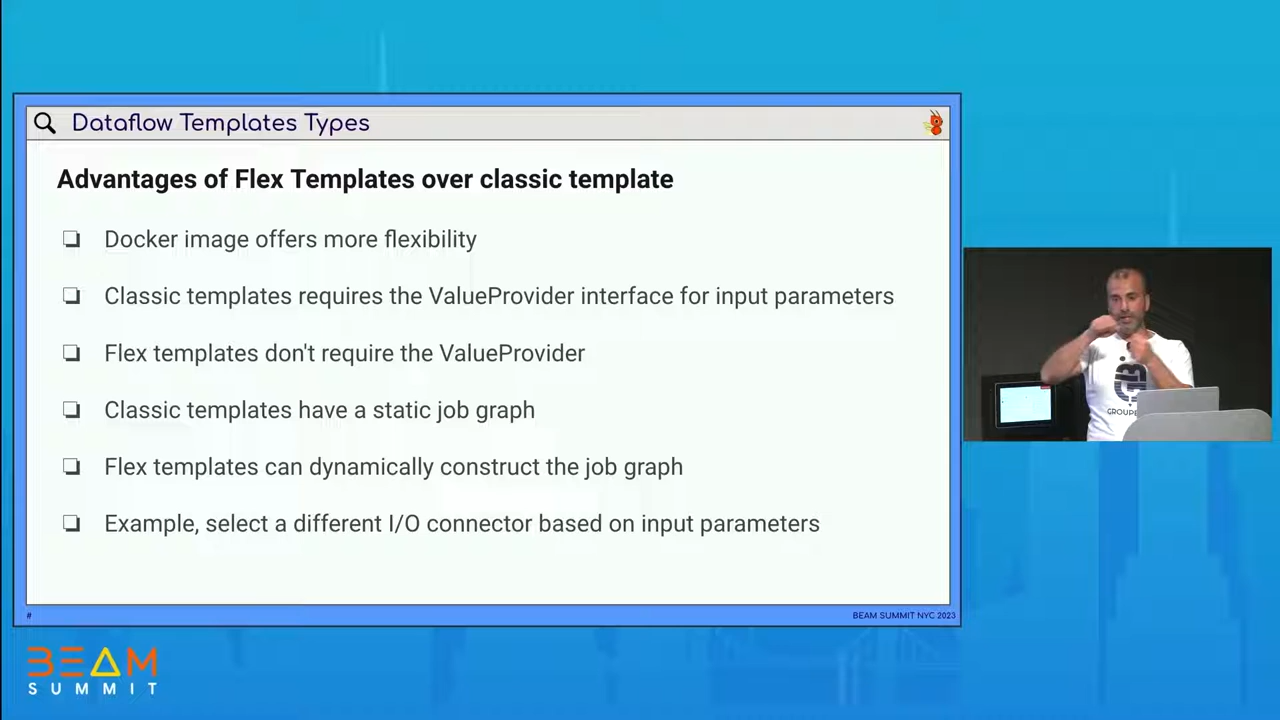 Dataflow Templates Types
Advantages of Flex Templates over classic template
Docker image offers more flexibility
Classic templates requires the ValueProvider interface for input parameters
Flex templates don't require the ValueProvider
Classic templates have a static job graph
Flex templates can dynamically construct the job graph
Example, select a different I/O connector based on input parameters
#
BEAM SUMMIT NYC 2023
BEAM
SUMMIT